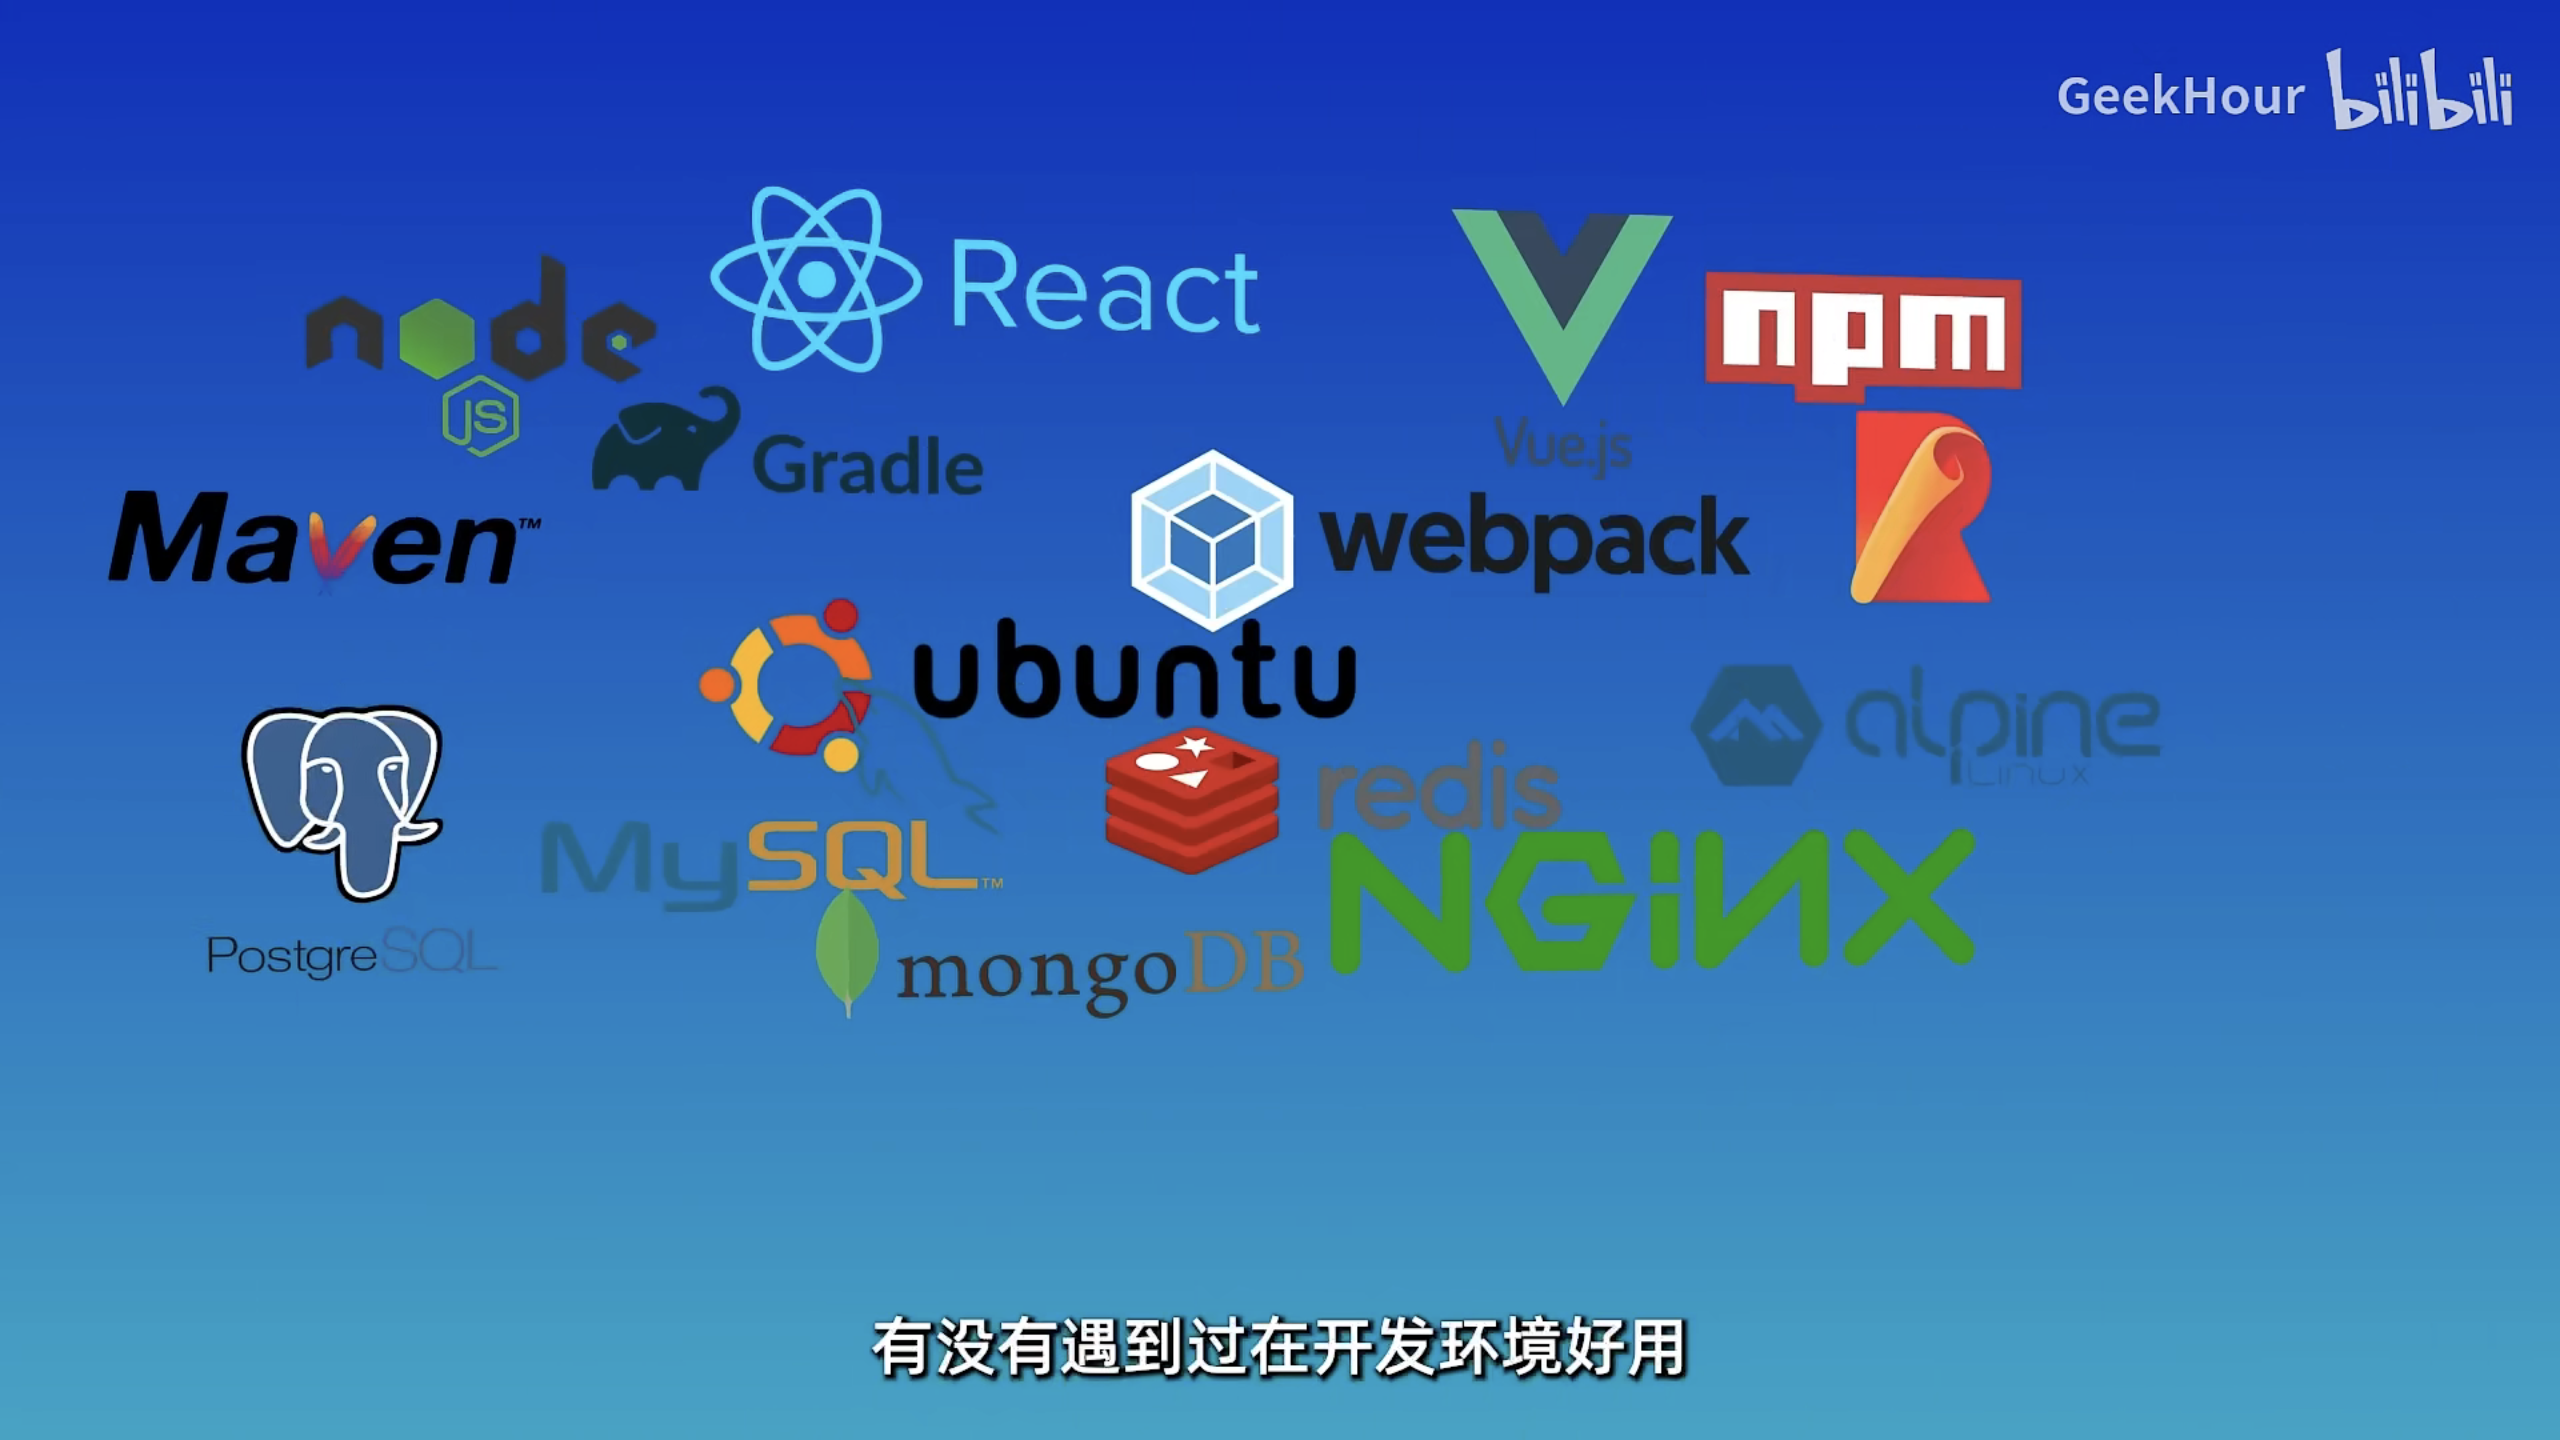 GeekHour bilibili
React
node
JS
npm
Vue.js
Gradle
Maven™
webpack
ubuntu
alpine
Linux
redis
MySQL™
NGINX
PostgreSQL
mongoDB
有没有遇到过在开发环境好用